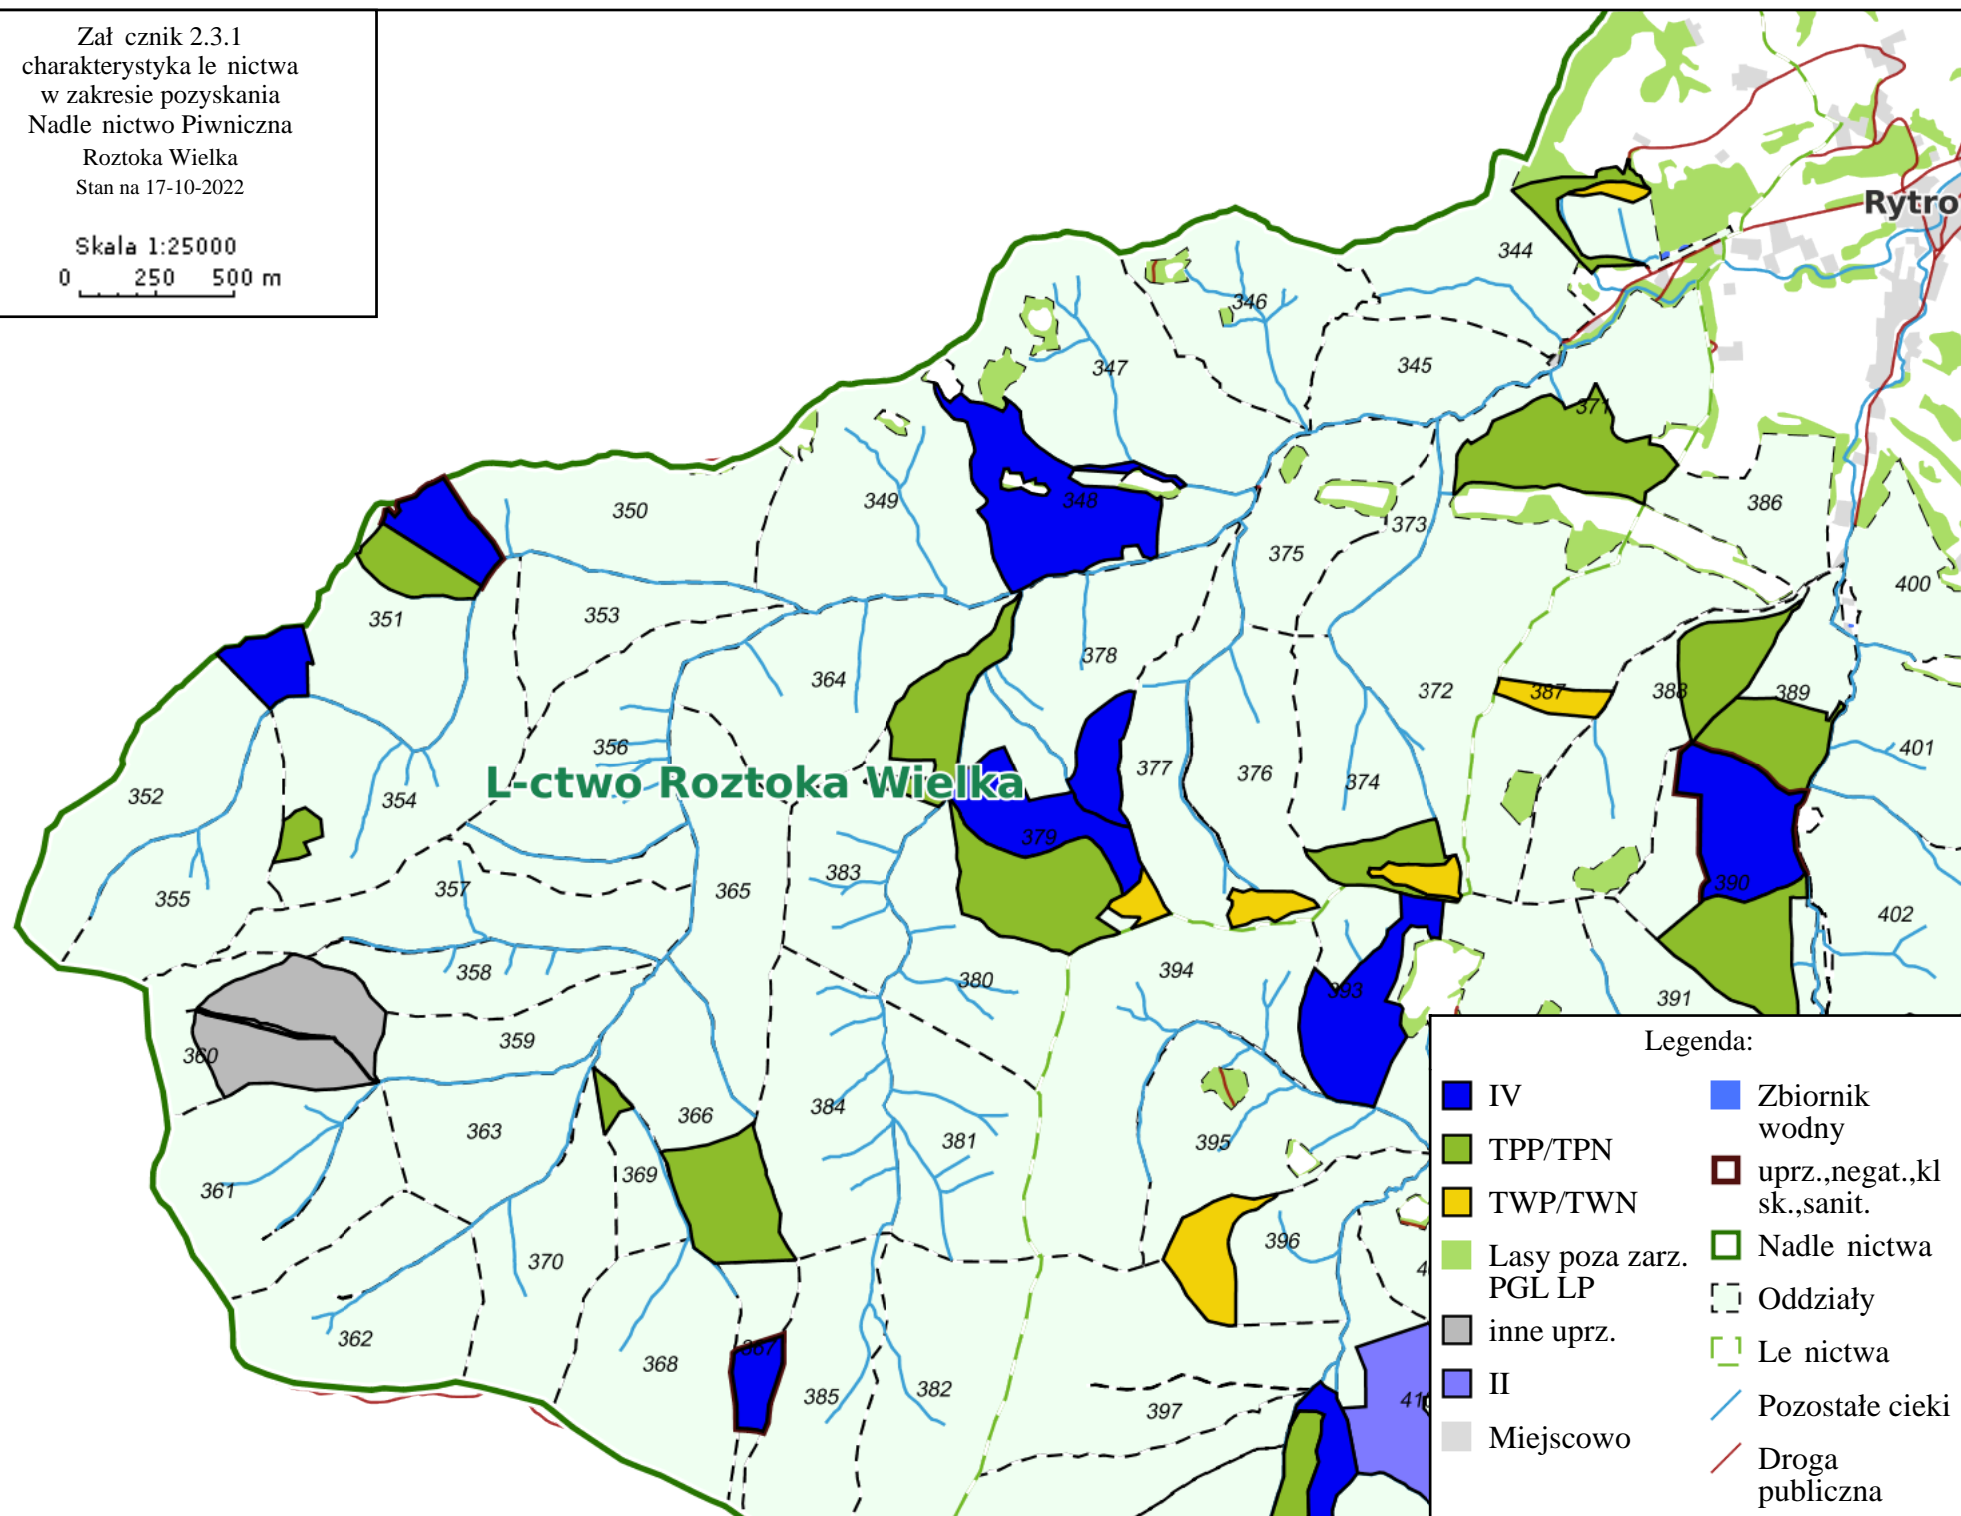 Zał cznik 2.3.1
charakterystyka le nictwa
w zakresie pozyskania
Nadle nictwo Piwniczna
Roztoka Wielka
Stan na 17-10-2022
Skala 1:25000
0 250 500 m
Rytro
344
346
347
345
371
350
349
348
373
386
375
400
351
353
378
364
372
387
388
389
356
401
377
376
374
L-ctwo Roztoka Wielka
352
354
379
383
390
357
365
355
402
394
358
380
393
391
359
360
384
366
363
381
395
369
361
396
370
362
367
368
385
382
397
Legenda:
IV
TPP/TPN
TWP/TWN
Lasy poza zarz.
PGL LP
inne uprz.
II
Miejscowo
Zbiornik
wodny
uprz.,negat.,kl
sk.,sanit.
Nadle nictwa
Oddziały
Le nictwa
Pozostałe cieki
Droga
publiczna